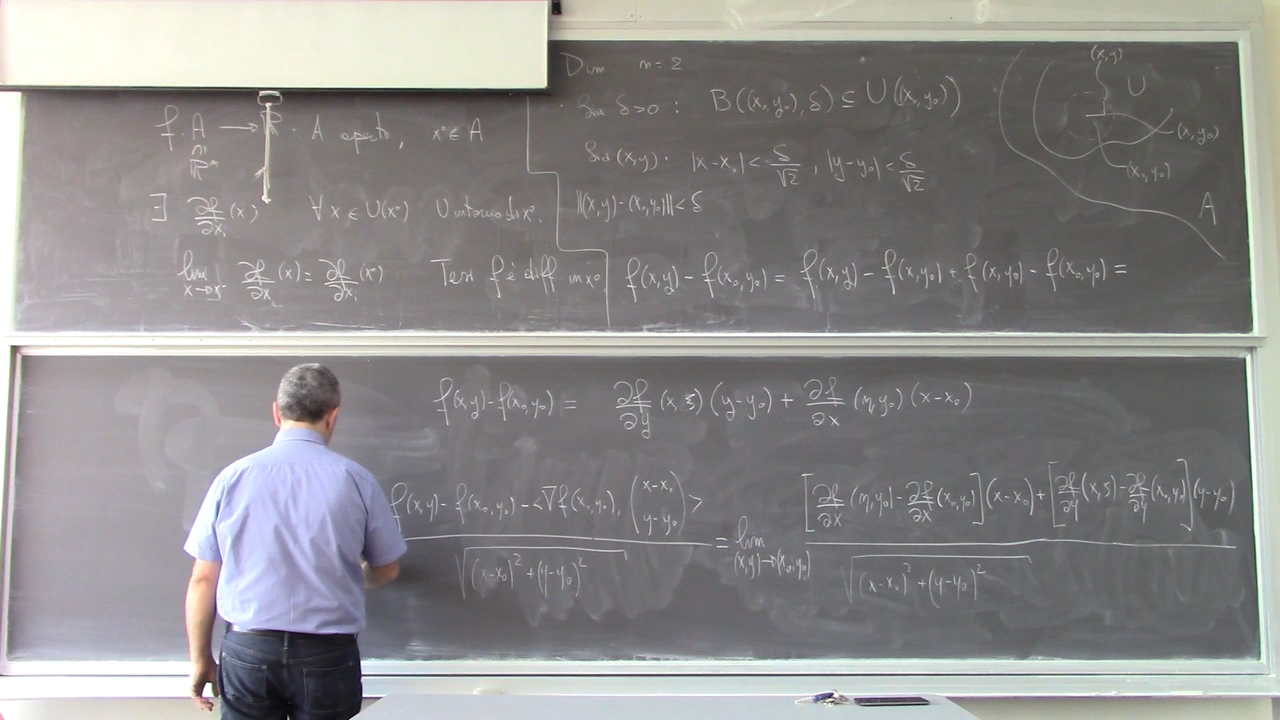 f: A → ℝ. A aperto, x° ∈ A
∩|
ℝⁿ
∃ ∂f/∂xᵢ (x) ∀ x ∈ U(x°) U intorno di x°.
lim x→x° ∂f/∂xᵢ (x) = ∂f/∂xᵢ (x°) Tesi f è diff in x°
Dim n = 2
Sia δ>0 : B((x₀,y₀), δ) ⊆ U((x₀,y₀))
Sia (x,y): |x-x₀| < δ/√2 , |y-y₀| < δ/√2
||(x,y)-(x₀,y₀)|| < δ
f(x,y) - f(x₀,y₀) = f(x,y) - f(x,y₀) + f(x,y₀) - f(x₀,y₀) =
(x,y)
U
(x,y₀)
(x₀,y₀)
A
f(x,y) - f(x₀,y₀) = ∂f/∂y (x,ξ) (y-y₀) + ∂f/∂x (η,y₀) (x-x₀)
f(x,y) - f(x₀,y₀) - <∇f(x₀,y₀), (x-x₀ y-y₀)> / √((x-x₀)² + (y-y₀)²) = lim (x,y)→(x₀,y₀) [∂f/∂x (η,y₀) - ∂f/∂x (x₀,y₀)](x-x₀) + [∂f/∂y (x,ξ) - ∂f/∂y (x₀,y₀)](y-y₀) / √((x-x₀)² + (y-y₀)²)